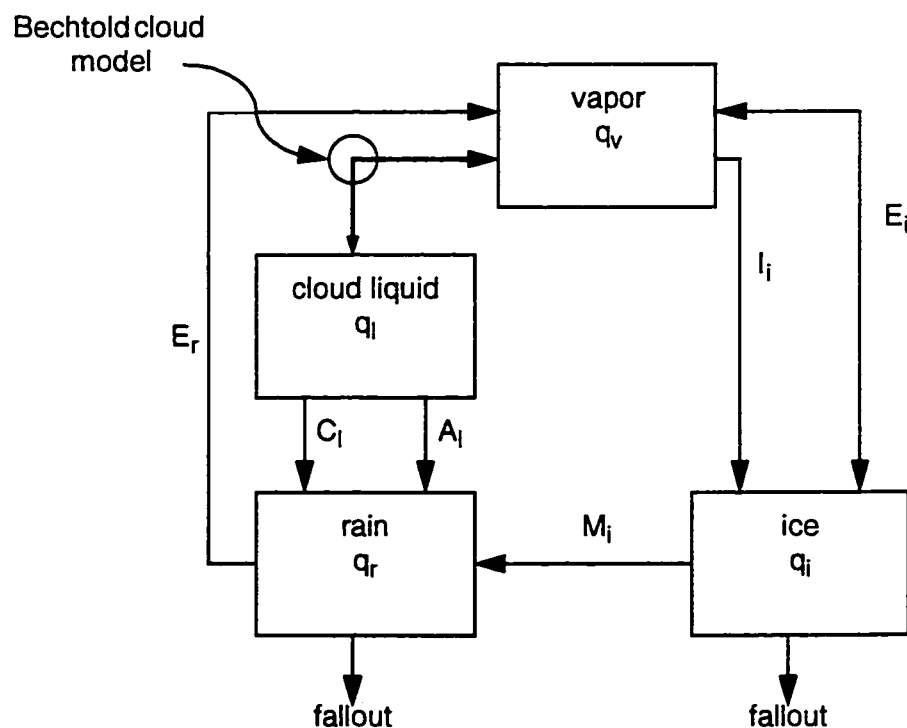 Bechtold cloud
model
vapor
q_v
E_i
I_i
cloud liquid
q_l
E_r
C_l
A_l
rain
q_r
M_i
ice
q_i
fallout
fallout